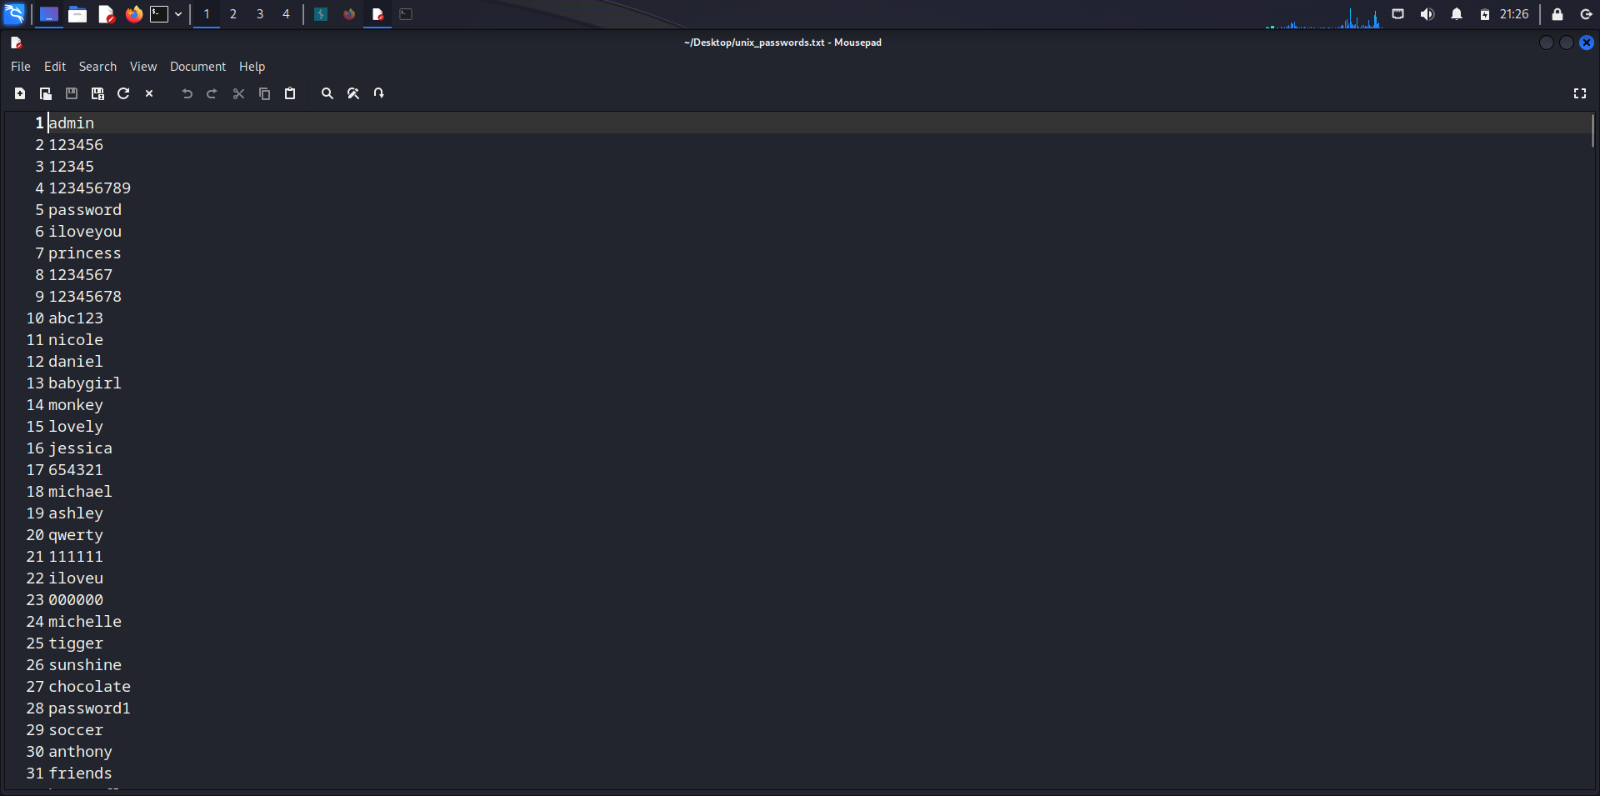 1 2 3 4 21:26
~/Desktop/unix_passwords.txt - Mousepad
File Edit Search View Document Help
1 admin
2 123456
3 12345
4 123456789
5 password
6 iloveyou
7 princess
8 1234567
9 12345678
10 abc123
11 nicole
12 daniel
13 babygirl
14 monkey
15 lovely
16 jessica
17 654321
18 michael
19 ashley
20 qwerty
21 111111
22 iloveu
23 000000
24 michelle
25 tigger
26 sunshine
27 chocolate
28 password1
29 soccer
30 anthony
31 friends